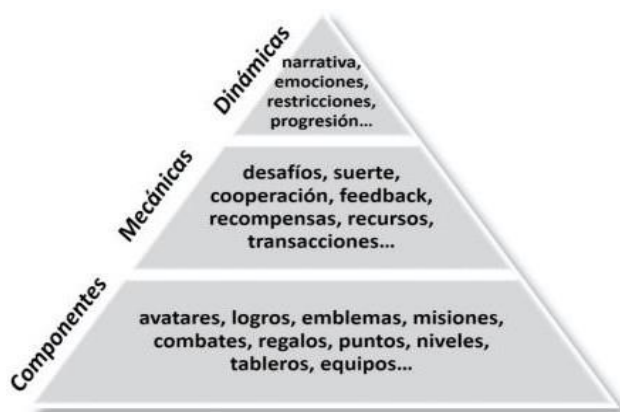 Dinámicas
narrativa,
emociones,
restricciones,
progresión...
Mecánicas
desafíos, suerte,
cooperación, feedback,
recompensas, recursos,
transacciones...
Componentes
avatares, logros, emblemas, misiones,
combates, regalos, puntos, niveles,
tableros, equipos...